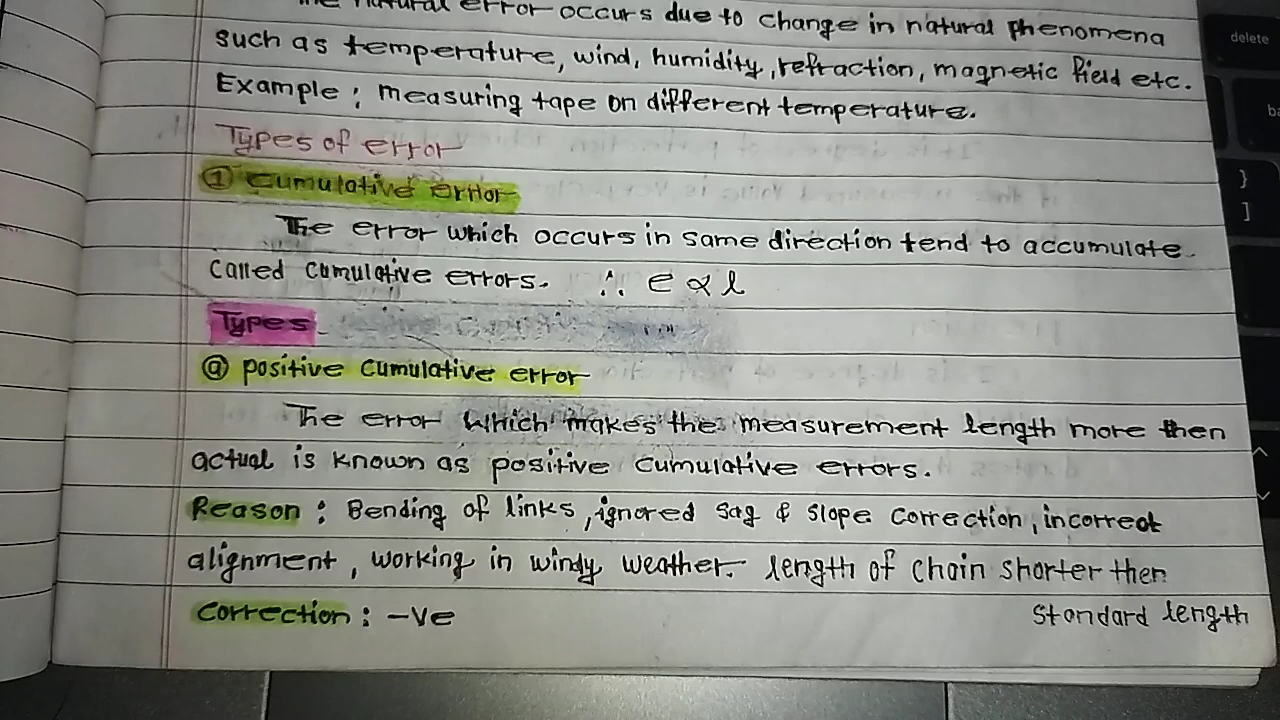 the natural error occurs due to change in natural phenomena
such as temperature, wind, humidity, refraction, magnetic field etc.
Example : measuring tape on different temperature.
Types of error
① cumulative error
The error which occurs in same direction tend to accumulate
called cumulative errors. ∴ e ∝ l
Types
ⓐ positive cumulative error
The error which makes the measurement length more then
actual is known as positive cumulative errors.
Reason : Bending of links, ignored sag & slope correction, incorrect
alignment, working in windy weather. length of chain shorter then
standard length
correction : -ve
delete
ba
}
]